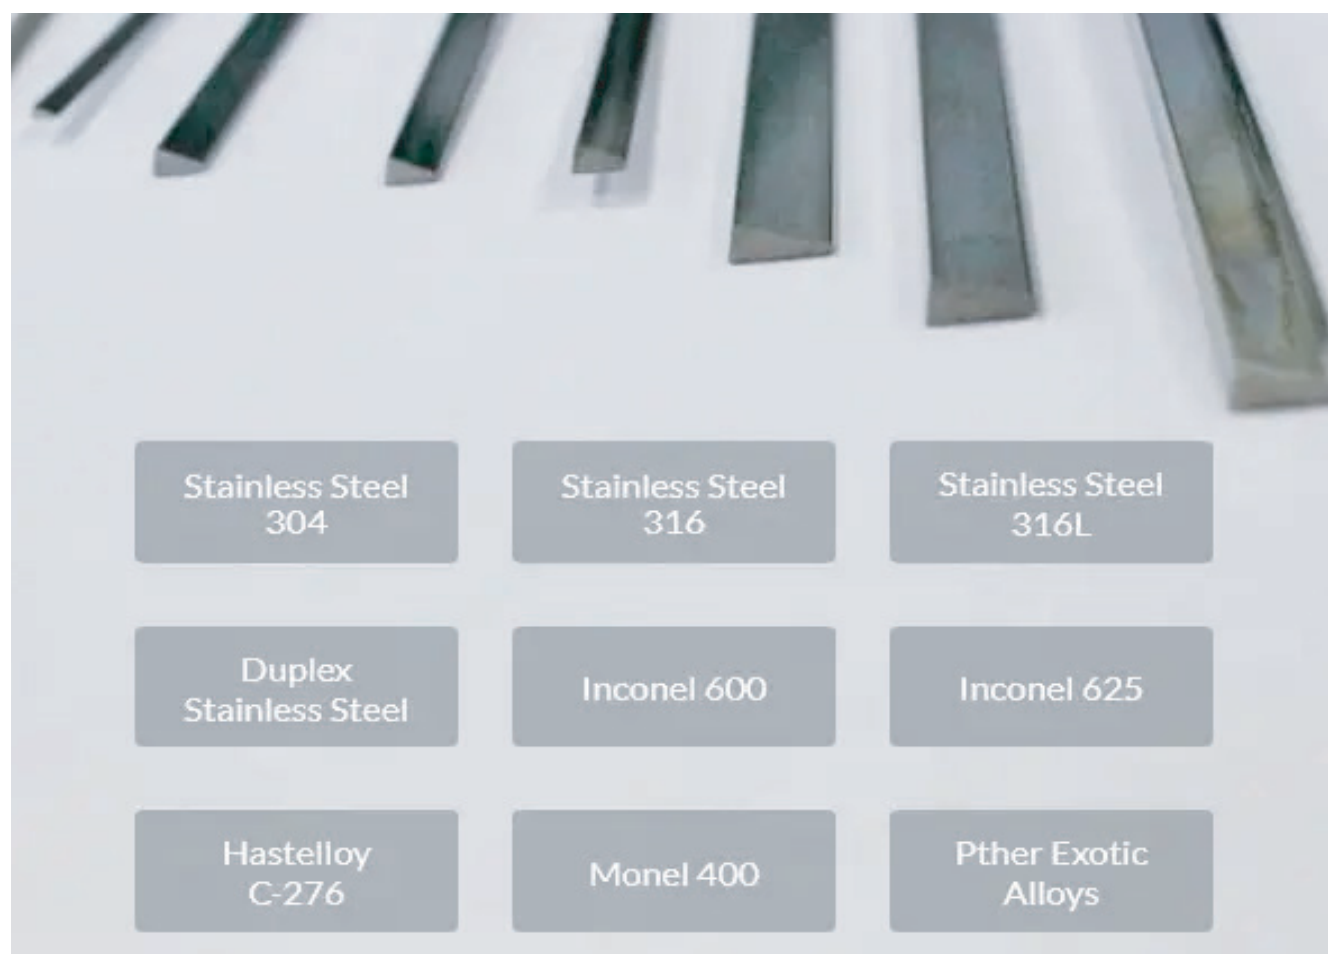 Stainless Steel
304
Stainless Steel
316
Stainless Steel
316L
Duplex
Stainless Steel
Inconel 600
Inconel 625
Hastelloy
C-276
Monel 400
Pther Exotic
Alloys